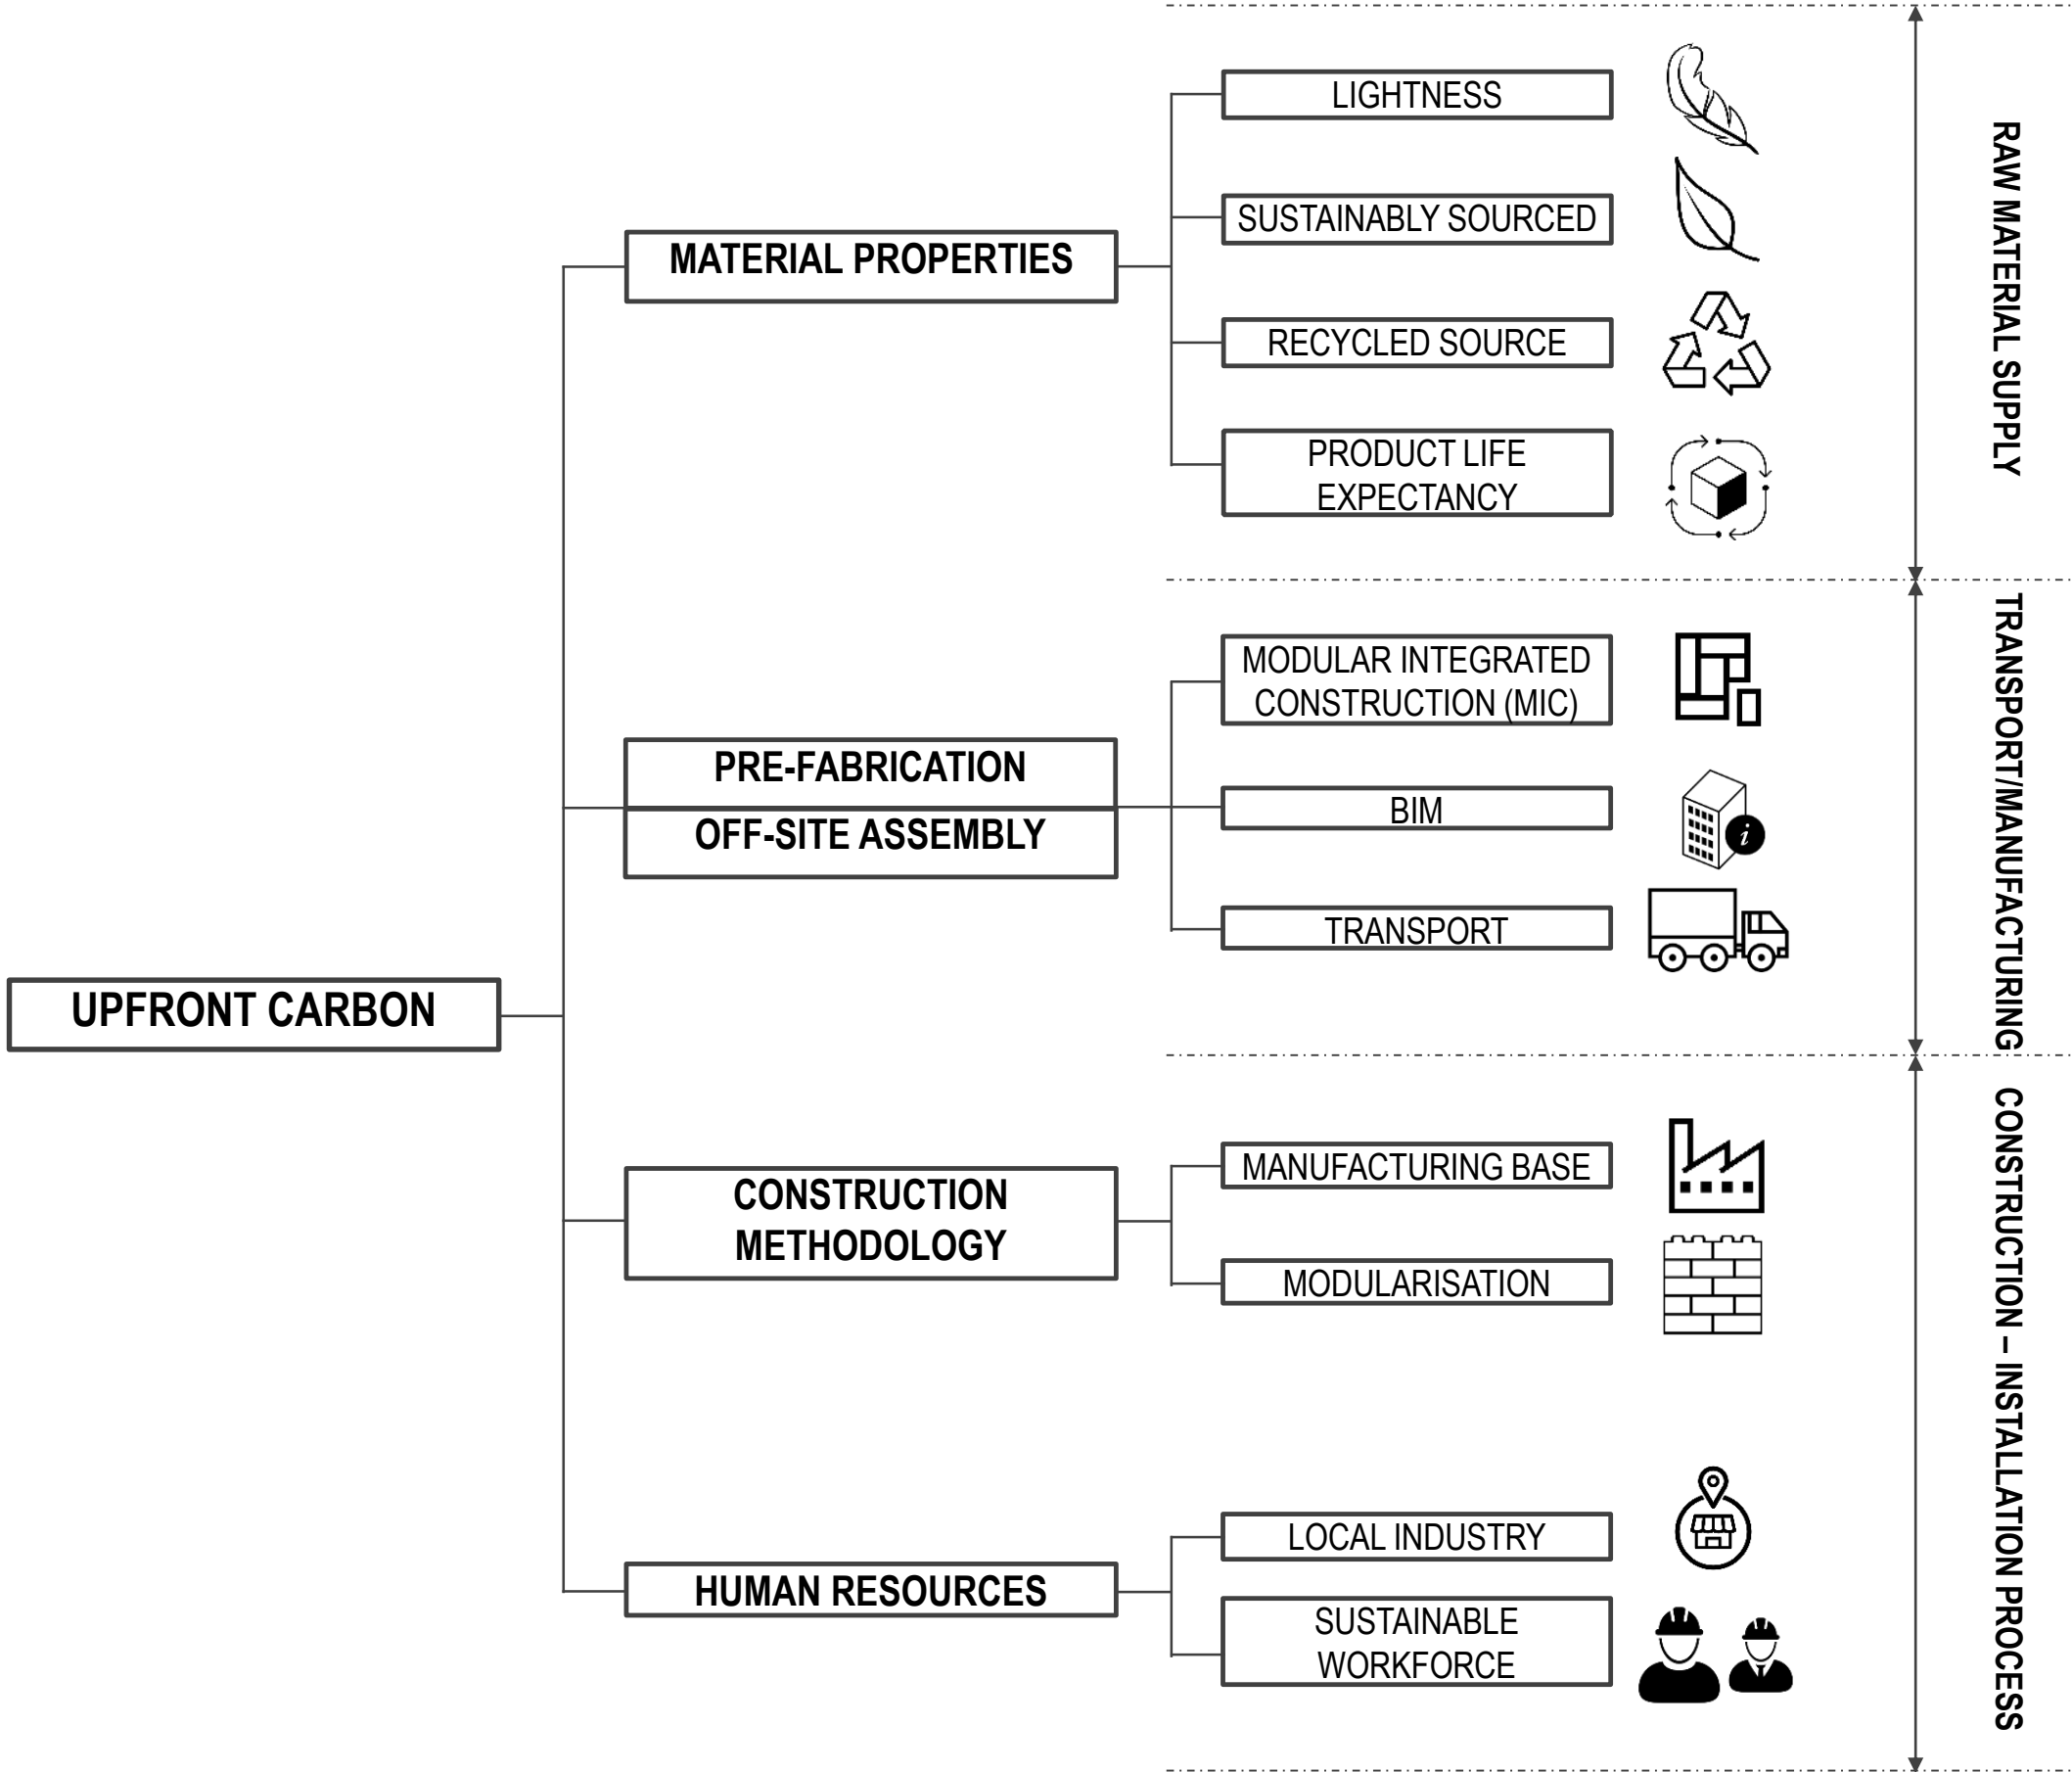 UPFRONT CARBON
MATERIAL PROPERTIES
LIGHTNESS
SUSTAINABLY SOURCED
RECYCLED SOURCE
PRODUCT LIFE
EXPECTANCY
RAW MATERIAL SUPPLY
PRE-FABRICATION
OFF-SITE ASSEMBLY
MODULAR INTEGRATED
CONSTRUCTION (MIC)
BIM
i
TRANSPORT
TRANSPORT/MANUFACTURING
CONSTRUCTION
METHODOLOGY
MANUFACTURING BASE
MODULARISATION
HUMAN RESOURCES
LOCAL INDUSTRY
SUSTAINABLE
WORKFORCE
CONSTRUCTION – INSTALLATION PROCESS